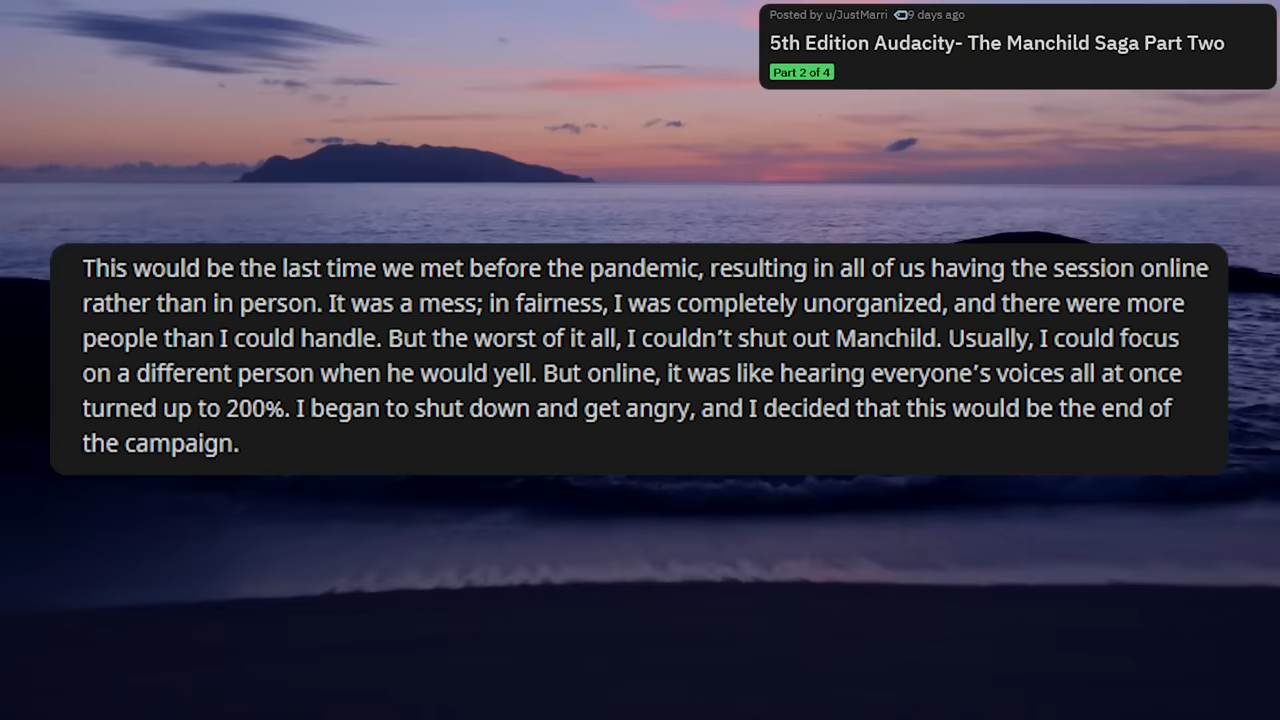 Posted by u/JustMarri 9 days ago
5th Edition Audacity- The Manchild Saga Part Two
Part 2 of 4
This would be the last time we met before the pandemic, resulting in all of us having the session online
rather than in person. It was a mess; in fairness, I was completely unorganized, and there were more
people than I could handle. But the worst of it all, I couldn’t shut out Manchild. Usually, I could focus
on a different person when he would yell. But online, it was like hearing everyone’s voices all at once
turned up to 200%. I began to shut down and get angry, and I decided that this would be the end of
the campaign.